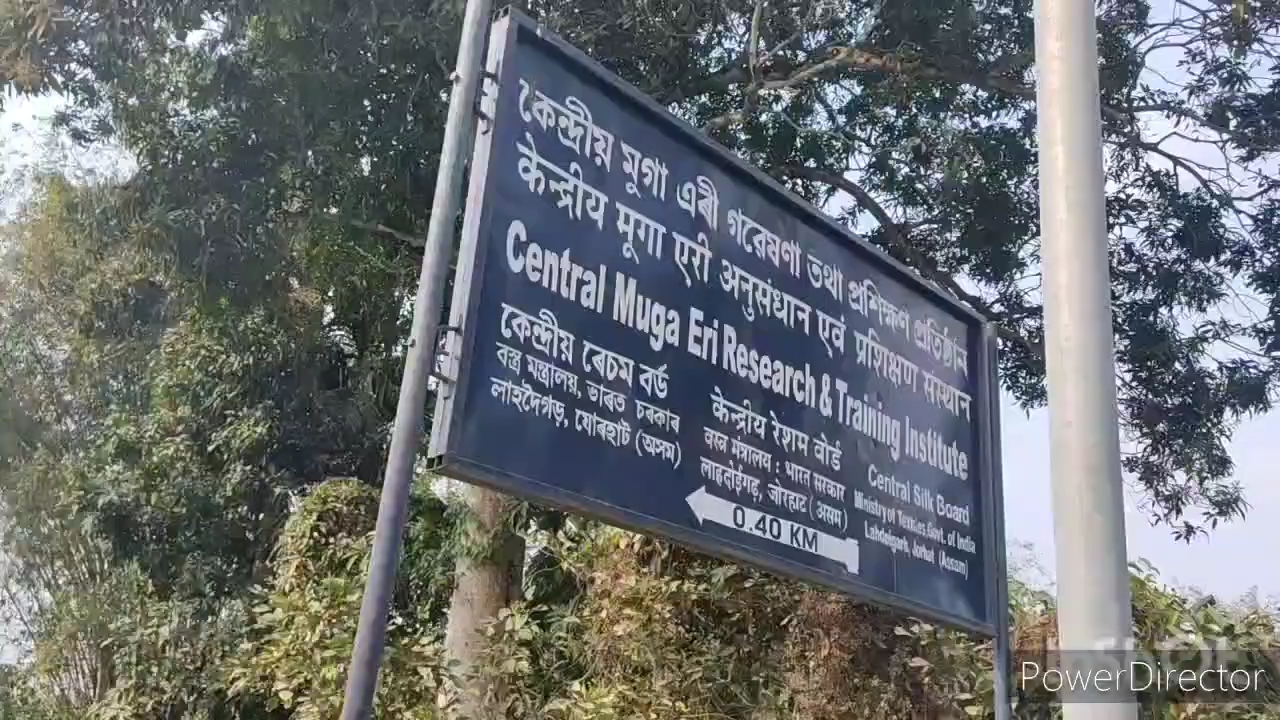 কেন্দ্ৰীয় মুগা এৰী গৱেষণা তথা প্ৰশিক্ষণ প্ৰতিষ্ঠান
केन्द्रीय मूगा एरी अनुसंधान एवं प्रशिक्षण संस्थान
Central Muga Eri Research & Training Institute
কেন্দ্ৰীয় ৰেচম বৰ্ড
বস্ত্ৰ মন্ত্ৰালয়, ভাৰত চৰকাৰ
লাহদৈগড়, যোৰহাট (অসম)
केन्द्रीय रेशम बोर्ड
वस्त्र मंत्रालय : भारत सरकार
लाहदोईगढ़, जोरहाट (असम)
Central Silk Board
Ministry of Textiles, Govt. of India
Lahdoigarh, Jorhat (Assom)
0.40 KM
PowerDirector